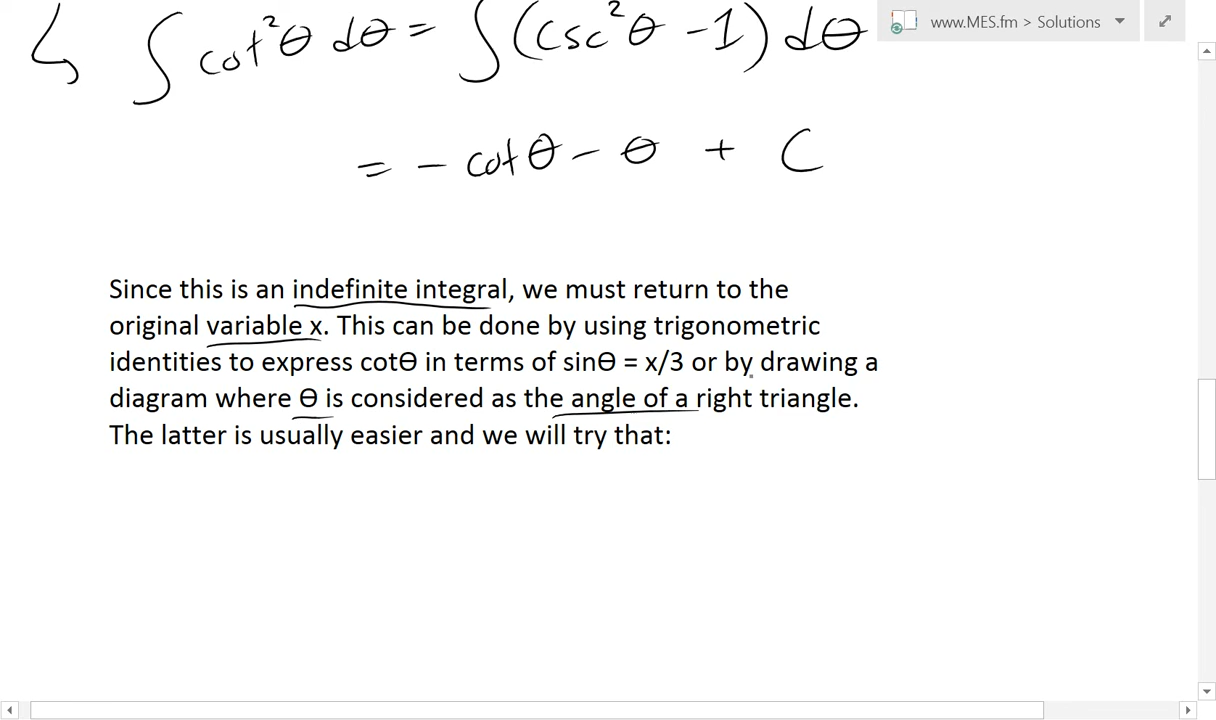 ∫ cot²θ dθ = ∫ (csc²θ - 1) dθ
www.MES.fm > Solutions
= - cotθ - θ + C
Since this is an indefinite integral, we must return to the
original variable x. This can be done by using trigonometric
identities to express cotθ in terms of sinθ = x/3 or by drawing a
diagram where θ is considered as the angle of a right triangle.
The latter is usually easier and we will try that: